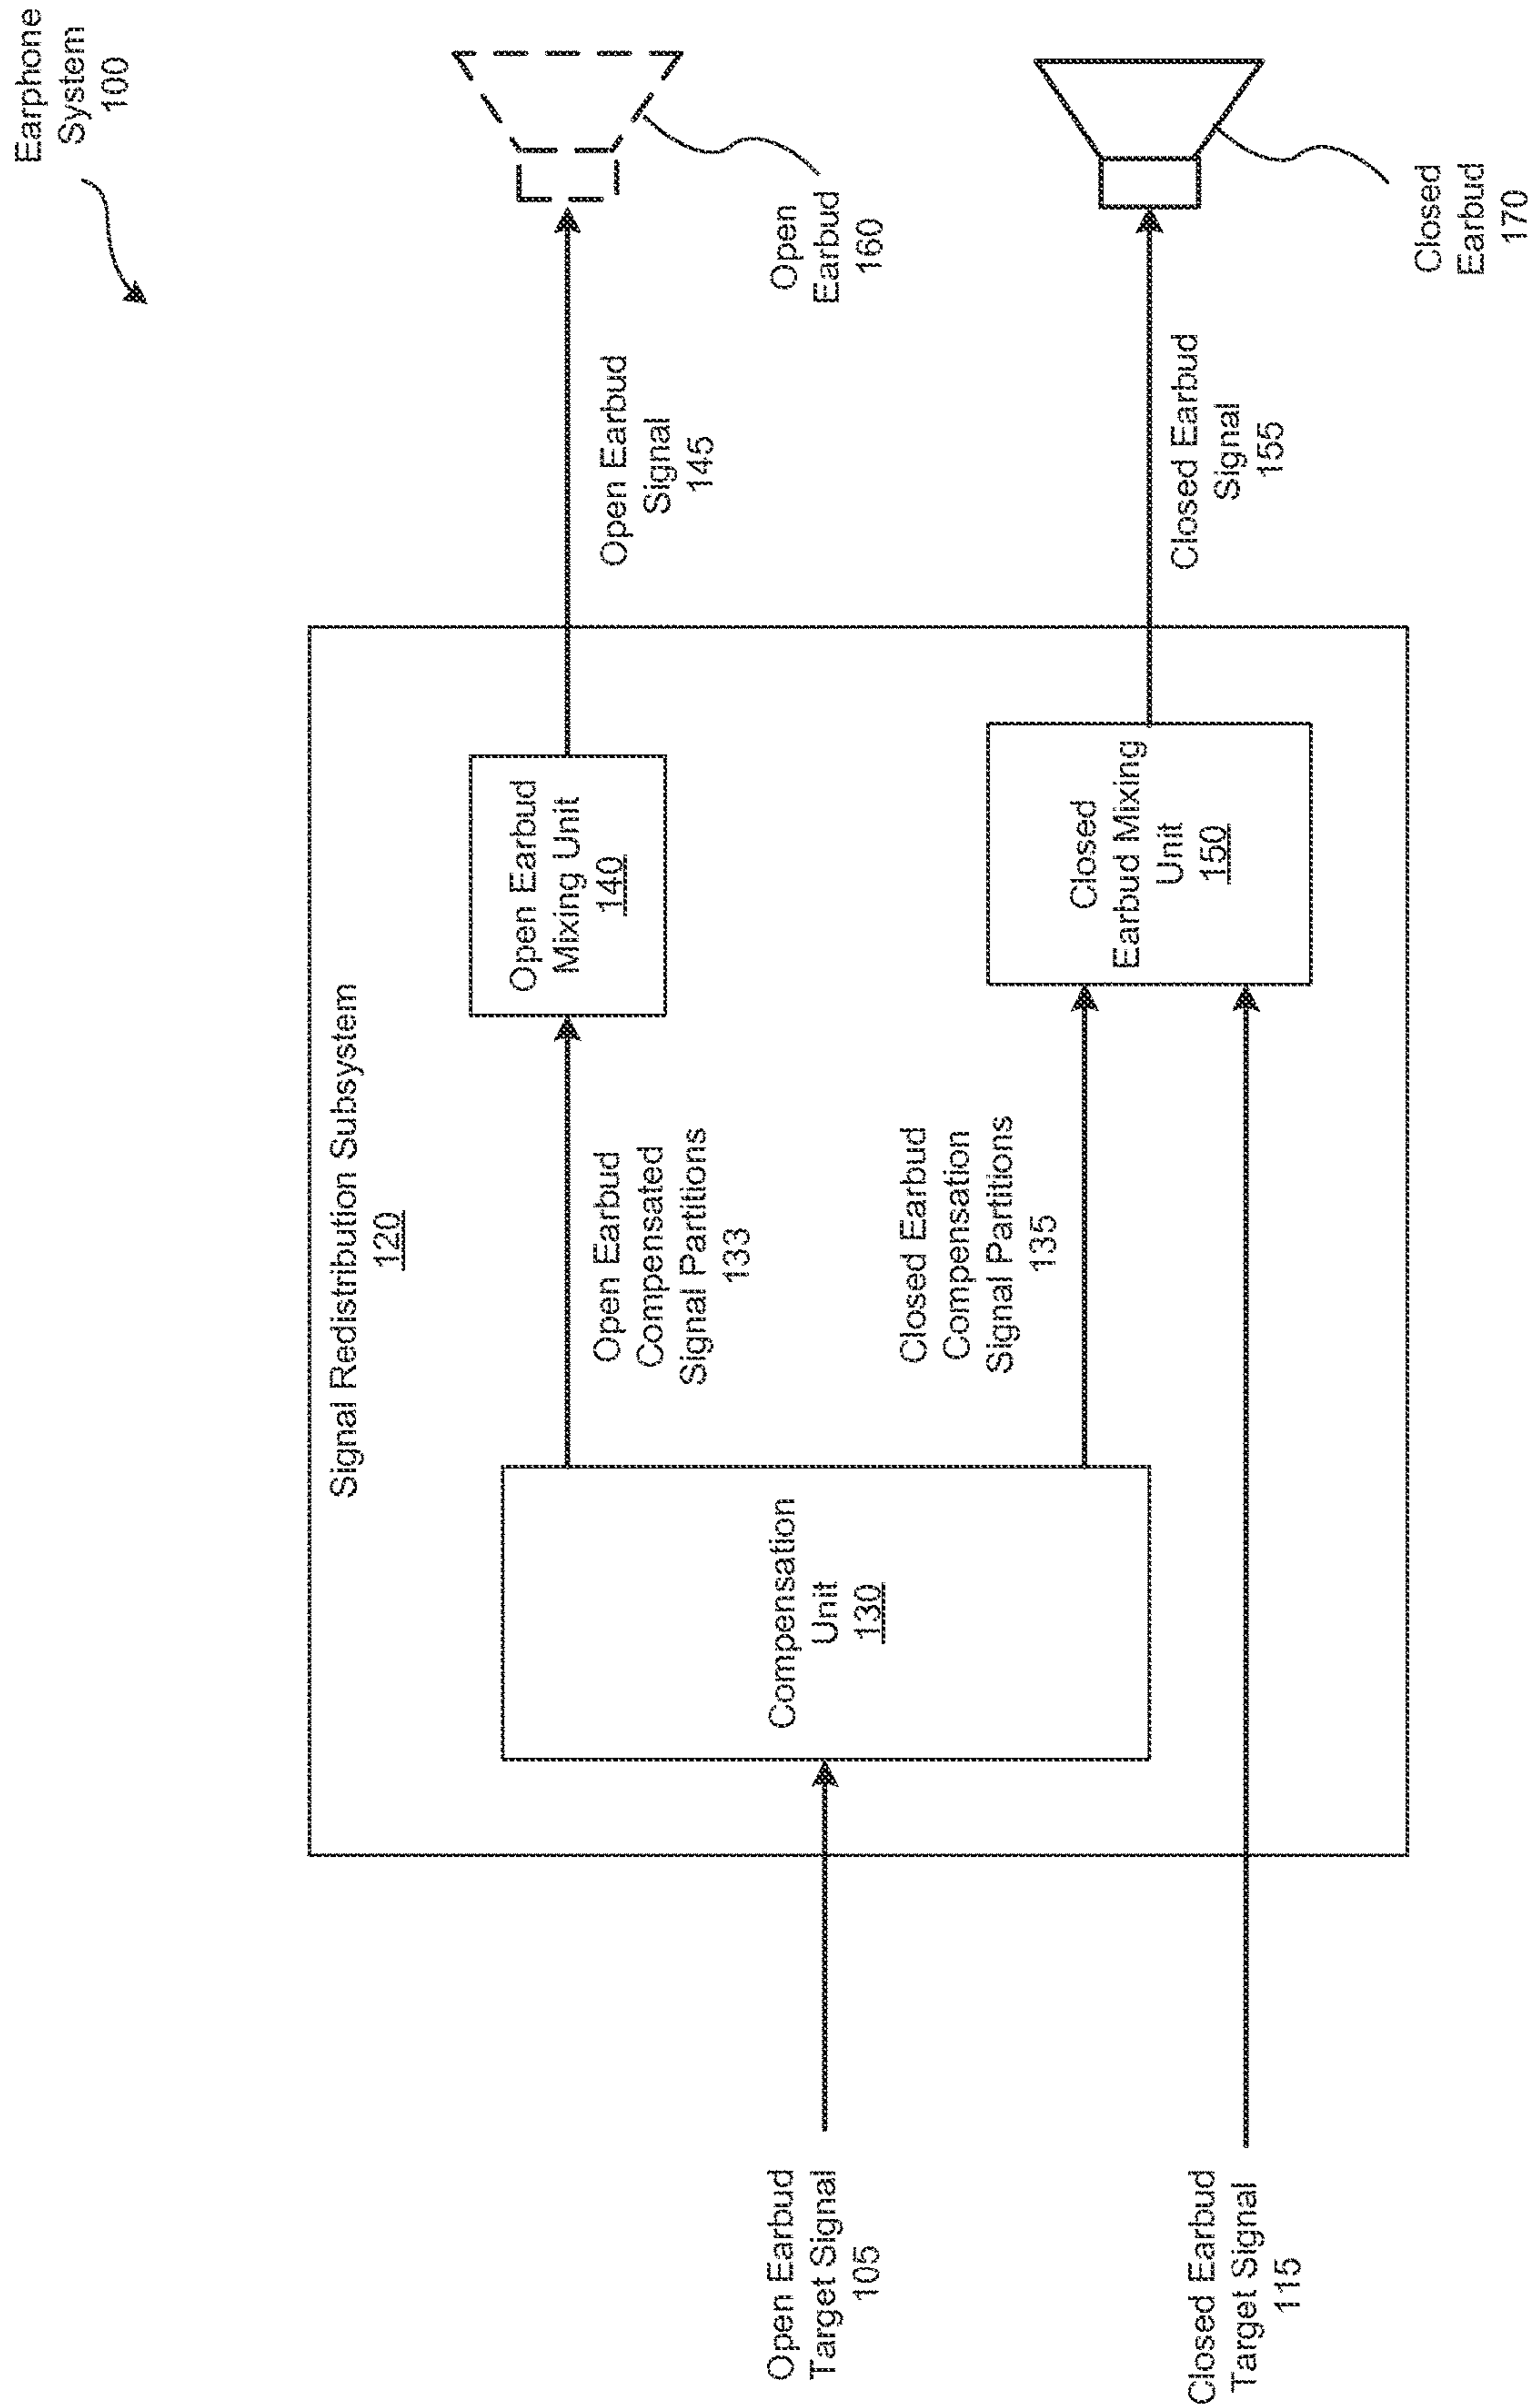 Earphone
System
100
Signal Redistribution Subsystem
120
Open Earbud
Target Signal
105
Closed Earbud
Target Signal
115
Compensation
Unit
130
Open Earbud
Compensated
Signal Partitions
133
Closed Earbud
Compensation
Signal Partitions
135
Open Earbud
Mixing Unit
140
Closed
Earbud Mixing
Unit
150
Open Earbud
Signal
145
Closed Earbud
Signal
155
Open
Earbud
160
Closed
Earbud
170